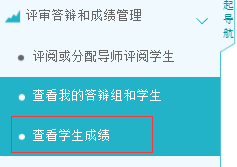 评审答辩和成绩管理
评阅或分配导师评阅学生
查看我的答辩组和学生
查看学生成绩
起
导
航